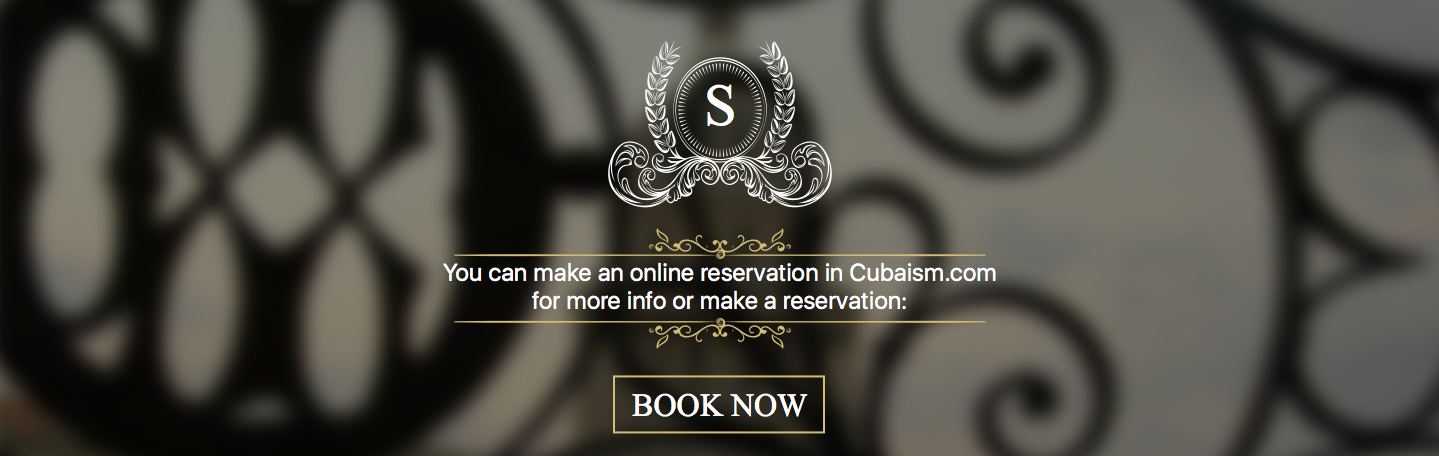 S
You can make an online reservation in Cubaism.com
for more info or make a reservation:
BOOK NOW